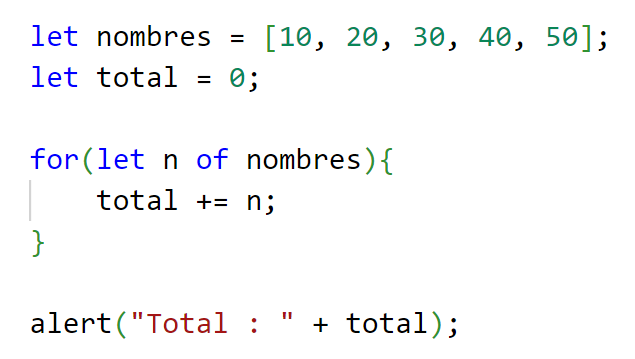 let nombres = [10, 20, 30, 40, 50];
let total = 0;
for(let n of nombres){
    total += n;
}
alert("Total : " + total);